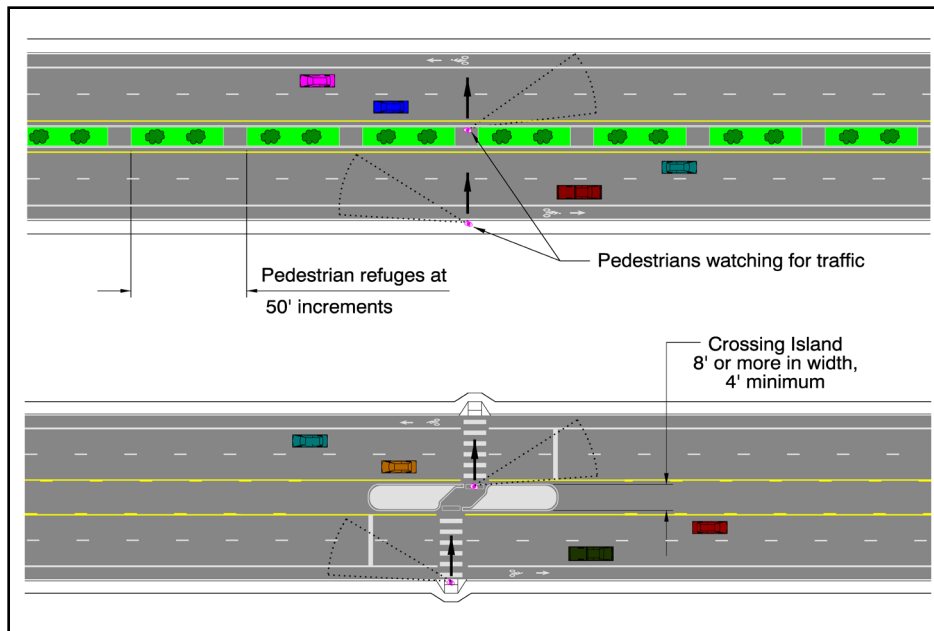 Pedestrians watching for traffic
Pedestrian refuges at
50' increments
Crossing Island
8' or more in width,
4' minimum